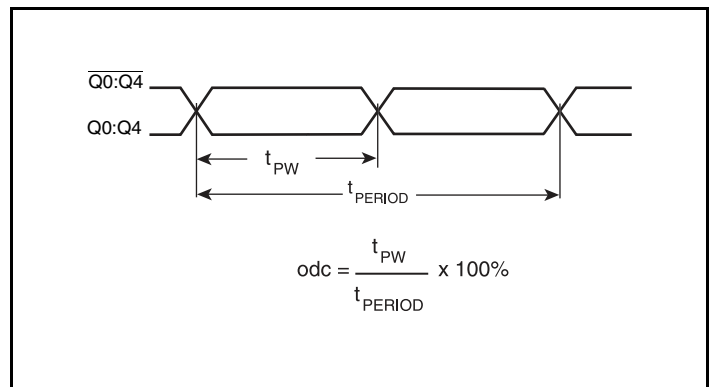 Q0:Q4
Q0:Q4
tPW
tPERIOD
odc = tPW / tPERIOD x 100%